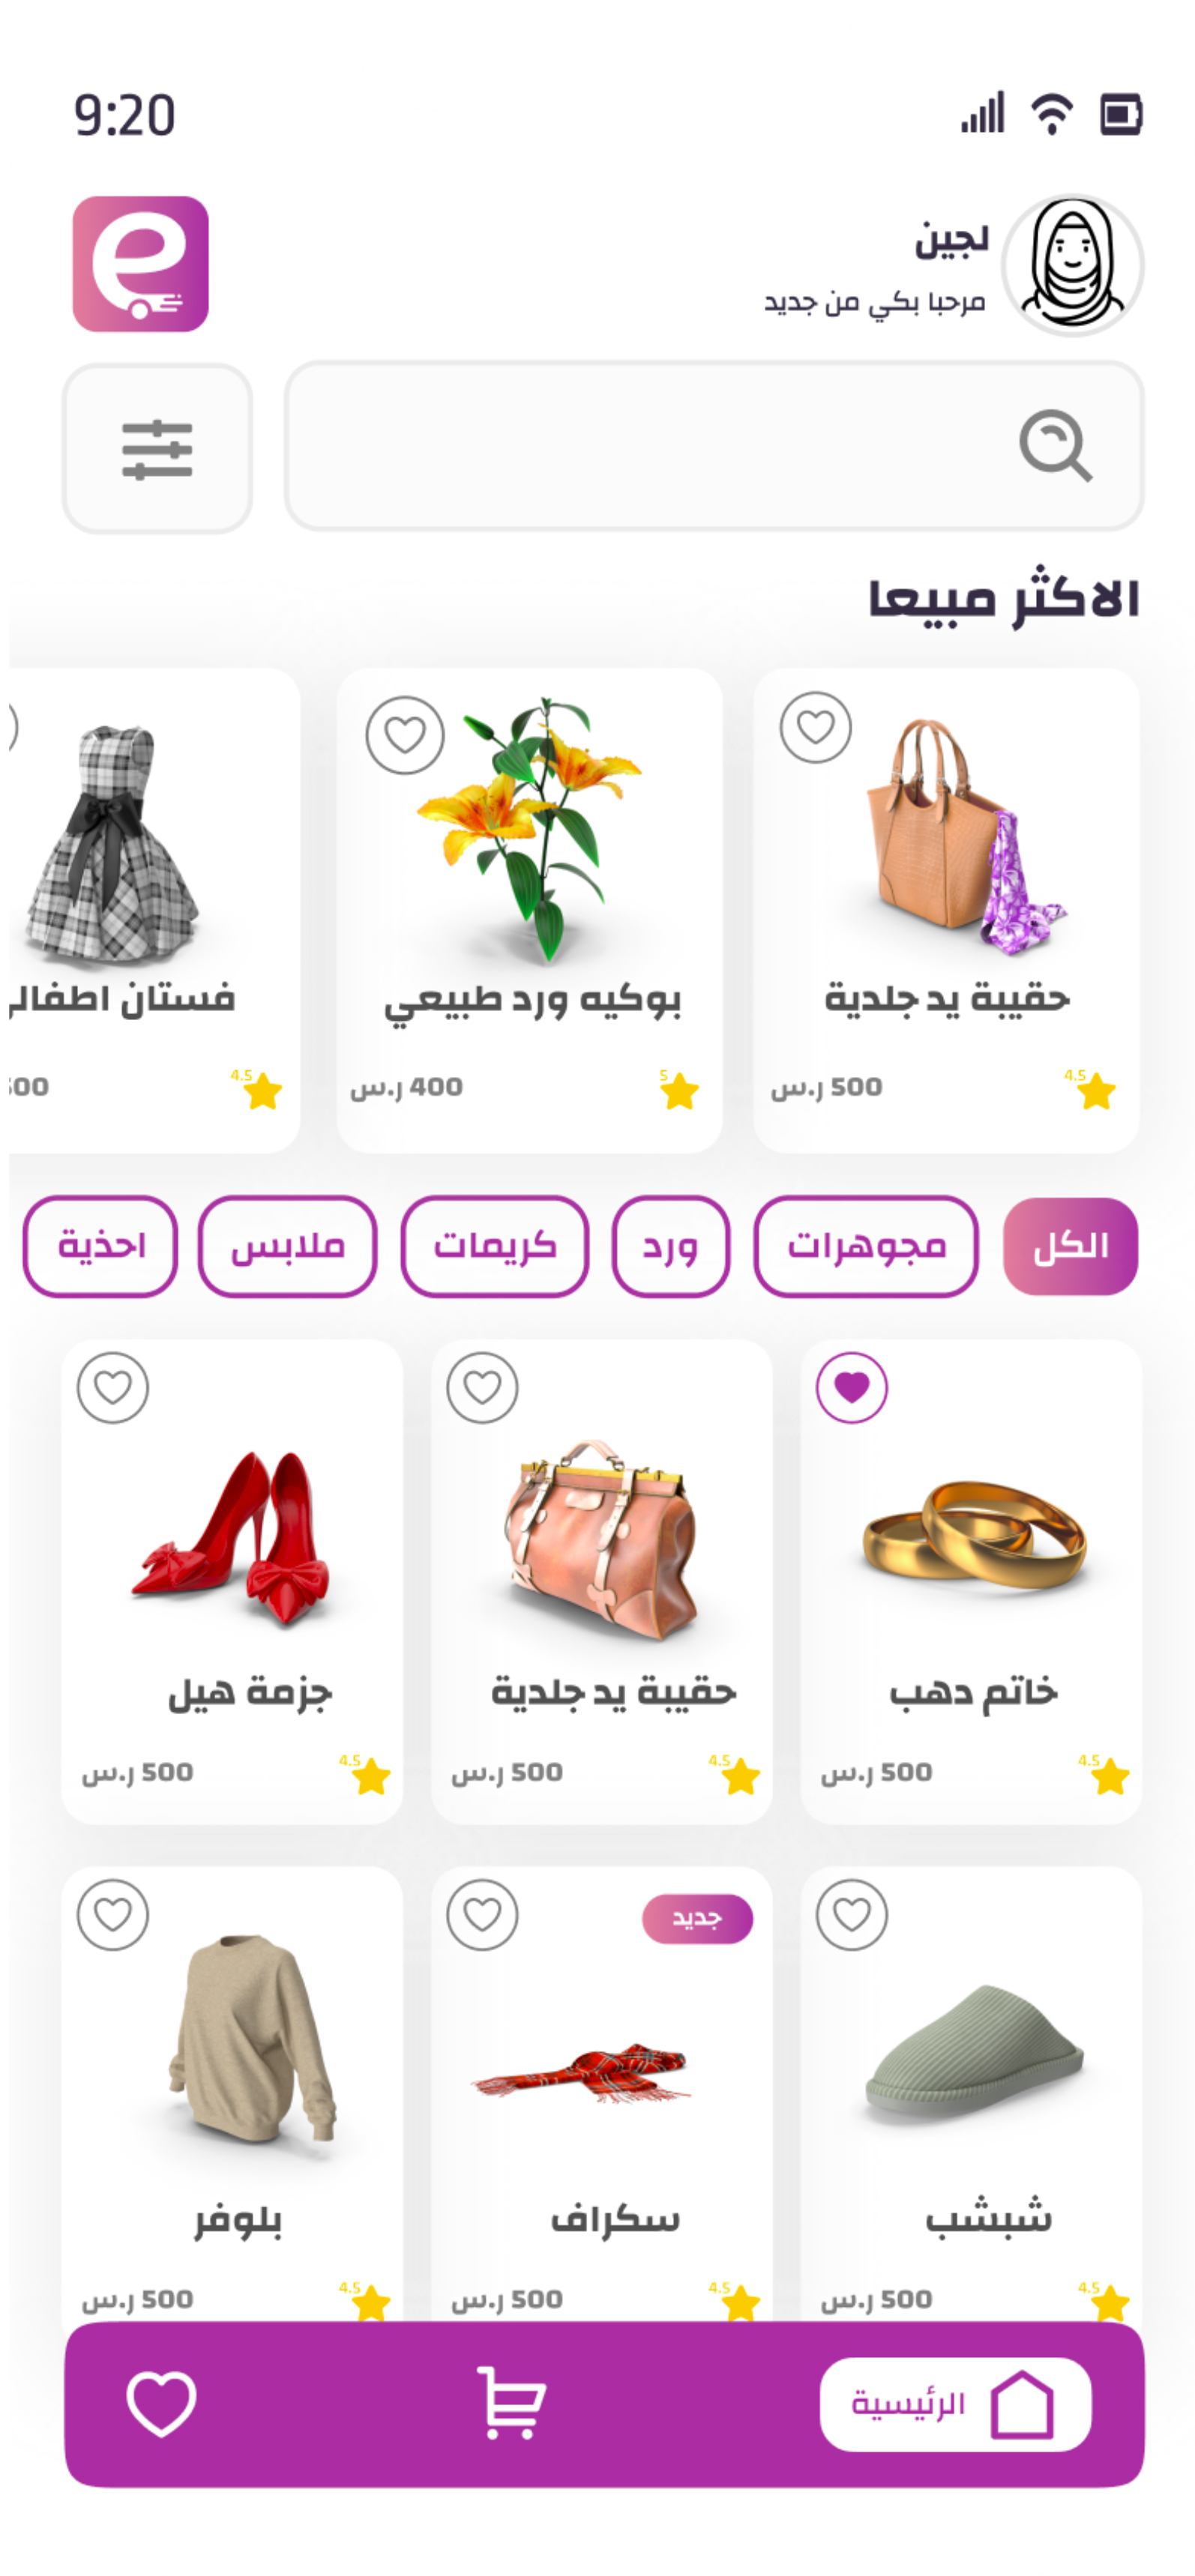 9:20
e
لجين
مرحبا بكي من جديد
الاكثر مبيعا
حقيبة يد جلدية
4.5
500 ر.س
بوكيه ورد طبيعي
5
400 ر.س
فستان اطفال
4.5
الكل
مجوهرات
ورد
كريمات
ملابس
احذية
خاتم دهب
4.5
500 ر.س
حقيبة يد جلدية
4.5
500 ر.س
جزمة هيل
4.5
500 ر.س
شبشب
4.5
500 ر.س
جديد
سكراف
4.5
500 ر.س
بلوفر
4.5
500 ر.س
الرئيسية